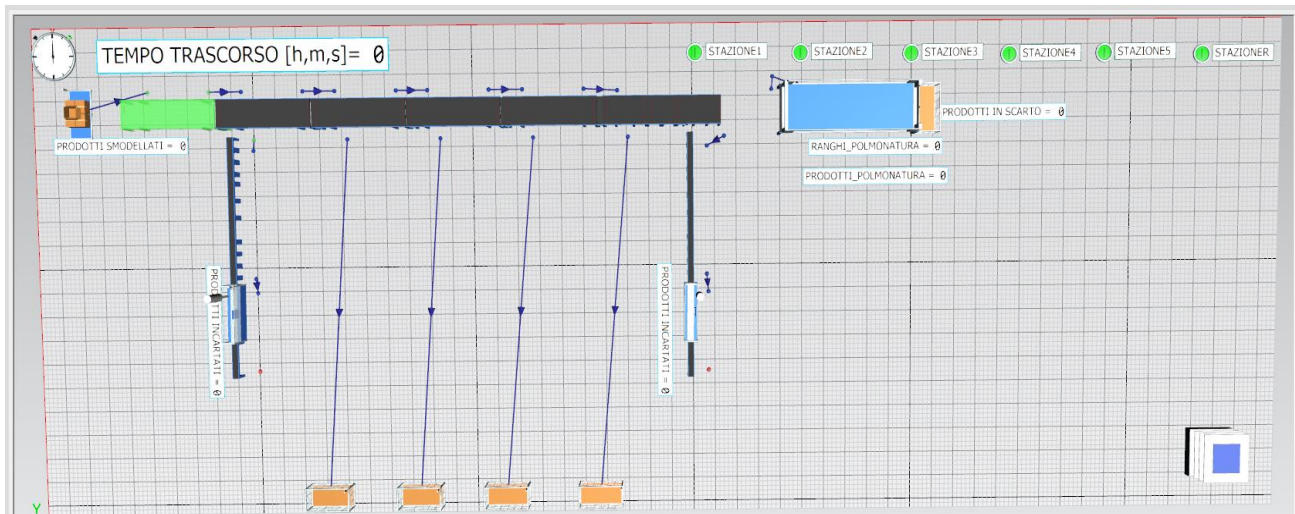 TEMPO TRASCORSO [h,m,s]= 0
STAZIONE1
STAZIONE2
STAZIONE3
STAZIONE4
STAZIONE5
STAZIONER
PRODOTTI SMODELLATI = 0
PRODOTTI IN SCARTO = 0
RANGHI_POLMONATURA = 0
PRODOTTI_POLMONATURA = 0
PRODOTTI INCARTATI = 0
PRODOTTI INCARTATI = 0
Y